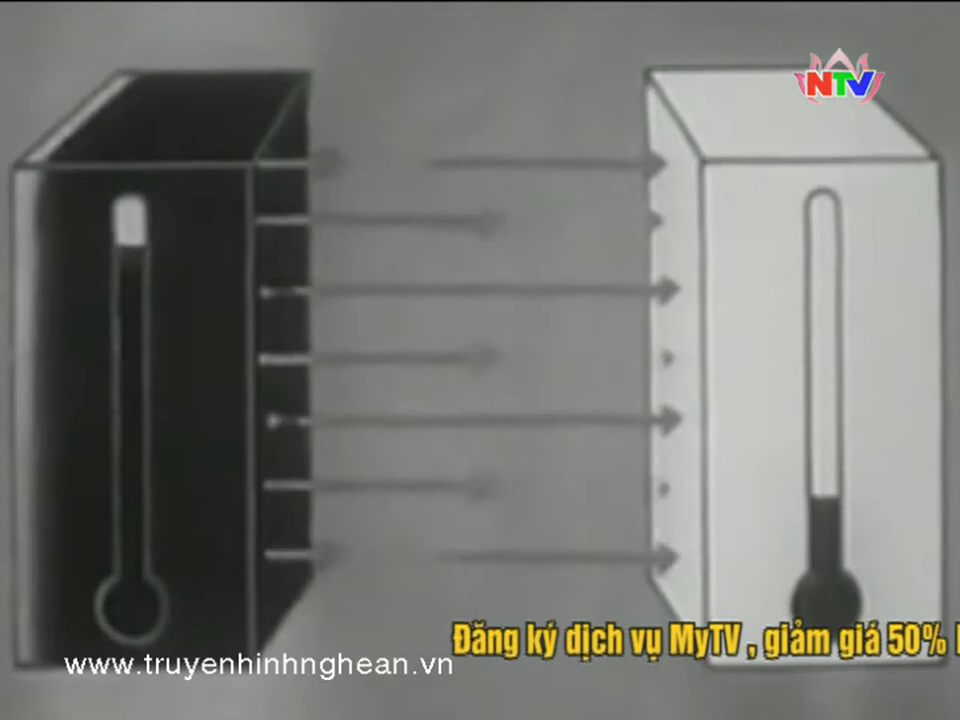 NTV
Đăng ký dịch vụ MyTV , giảm giá 50%
www.truyenhinhnghean.vn